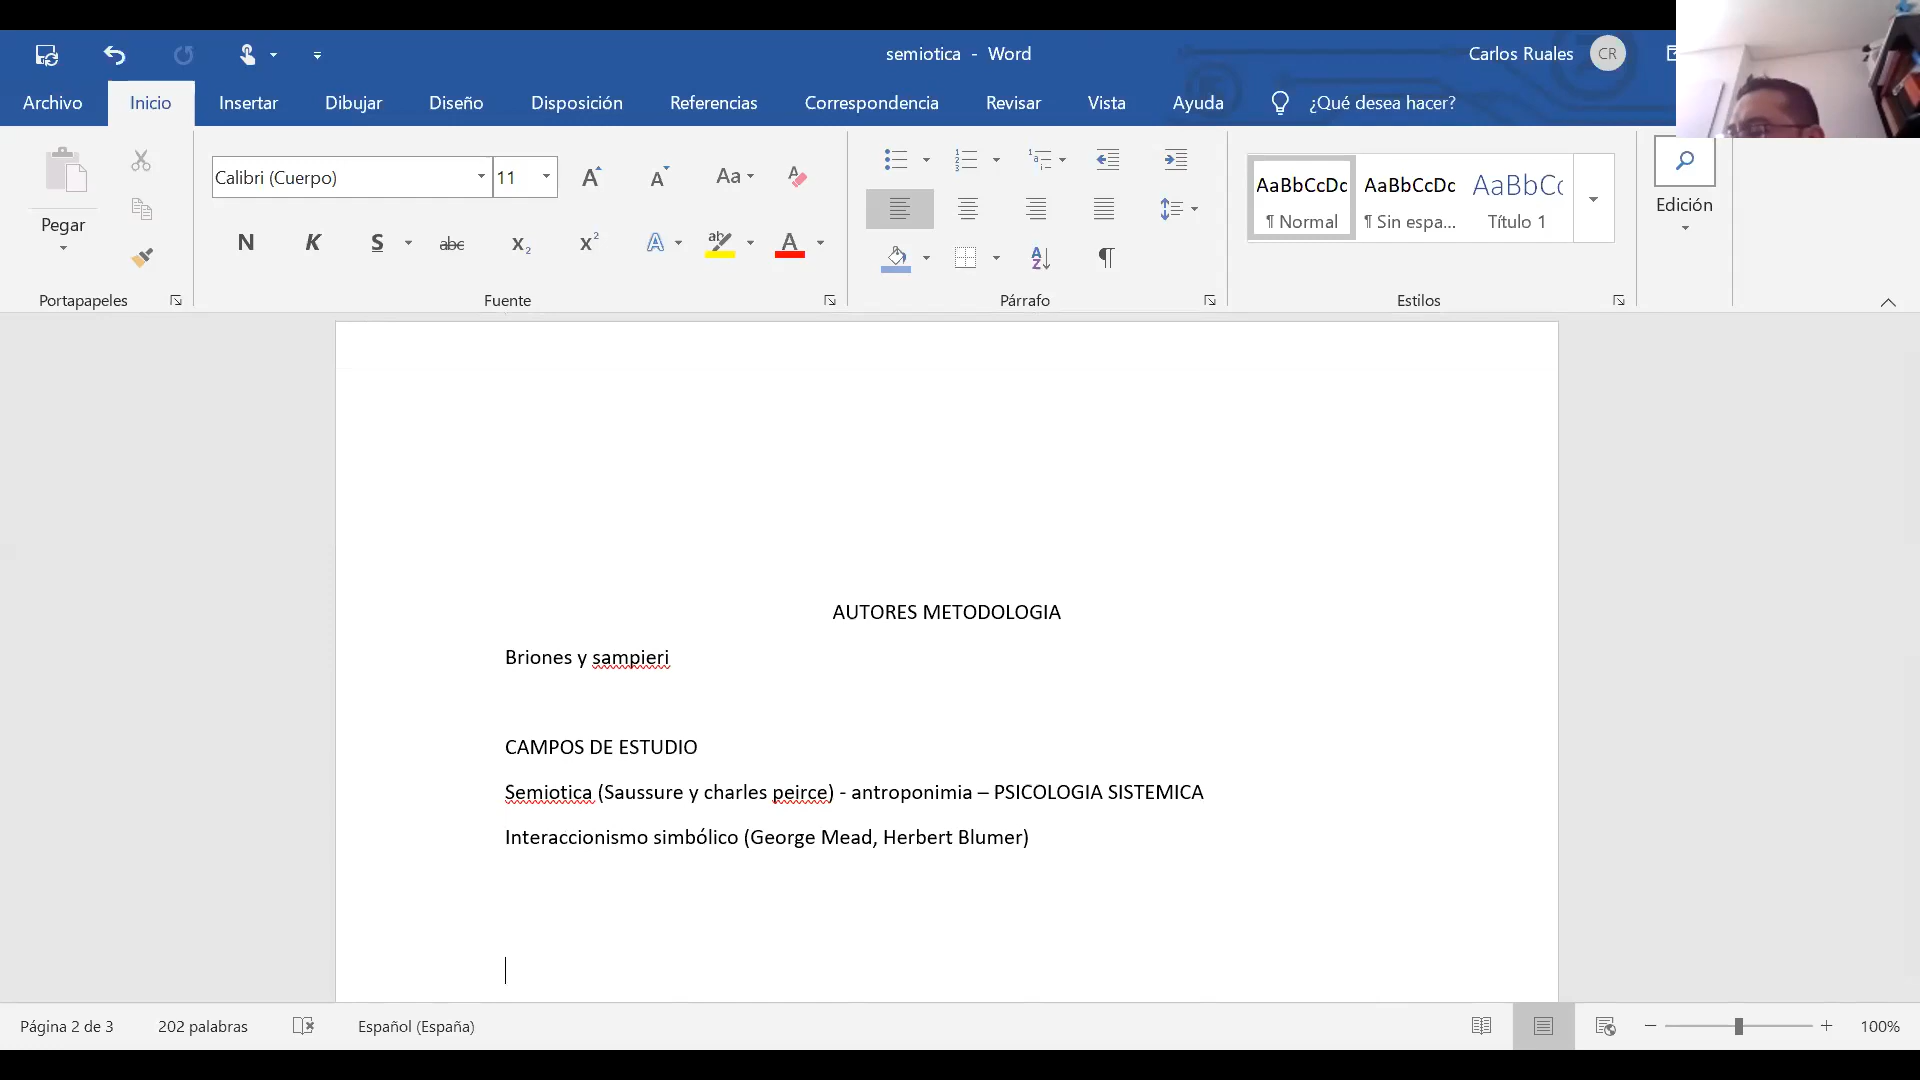 semiotica - Word
Carlos Ruales
CR
Archivo
Inicio
Insertar
Dibujar
Diseño
Disposición
Referencias
Correspondencia
Revisar
Vista
Ayuda
¿Qué desea hacer?
Pegar
Portapapeles
Calibri (Cuerpo)
11
Aa
N K S abc X₂ X² A ab A
Fuente
Párrafo
AaBbCcDc
¶ Normal
AaBbCcDc
¶ Sin espa...
AaBbCc
Título 1
Estilos
Edición
AUTORES METODOLOGIA
Briones y sampieri
CAMPOS DE ESTUDIO
Semiotica (Saussure y charles peirce) - antroponimia – PSICOLOGIA SISTEMICA
Interaccionismo simbólico (George Mead, Herbert Blumer)
Página 2 de 3
202 palabras
Español (España)
100%